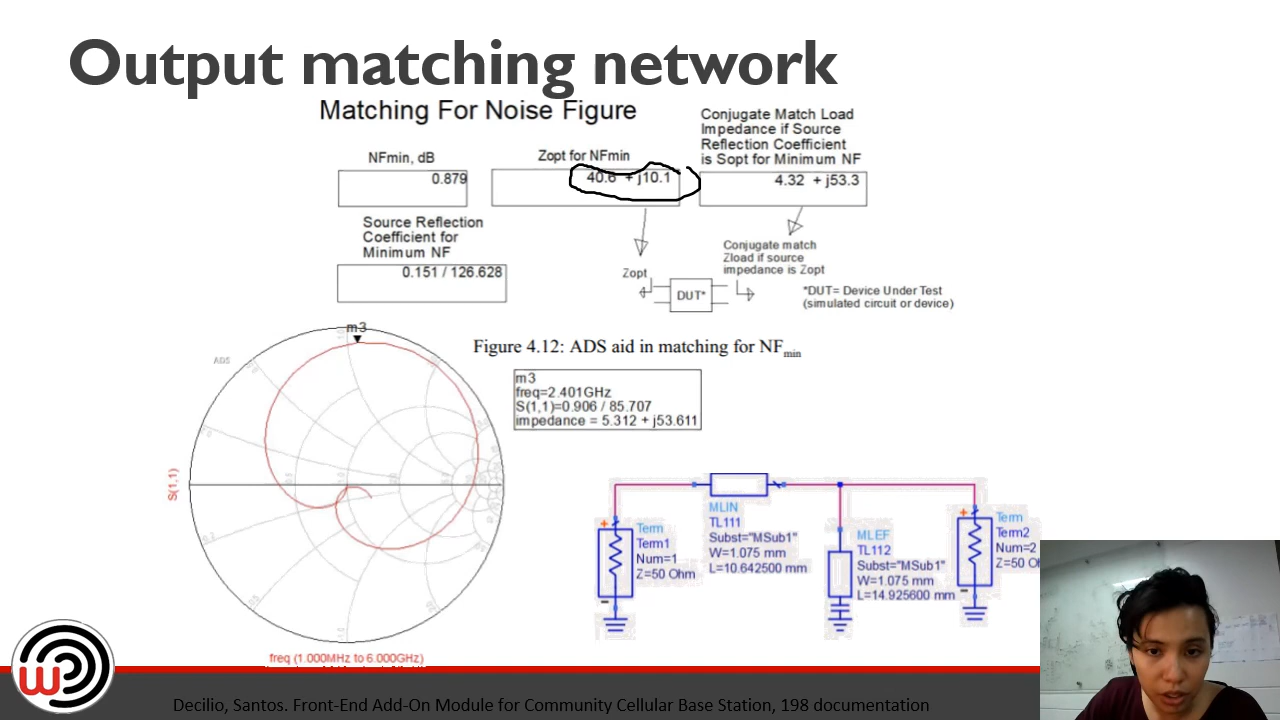 Output matching network
Matching For Noise Figure
NFmin, dB
0.879
Zopt for NFmin
40.6 + j10.1
Conjugate Match Load
Impedance if Source
Reflection Coefficient
is Sopt for Minimum NF
4.32 + j53.3
Source Reflection
Coefficient for
Minimum NF
0.151 / 126.628
Zopt
DUT*
Conjugate match
Zload if source
impedance is Zopt
*DUT= Device Under Test
(simulated circuit or device)
Figure 4.12: ADS aid in matching for NFmin
m3
ADS
S(1,1)
freq (1.000MHz to 6.000GHz)
m3
freq=2.401GHz
S(1,1)=0.906 / 85.707
impedance = 5.312 + j53.611
Term
Term1
Num=1
Z=50 Ohm
MLIN
TL111
Subst="MSub1"
W=1.075 mm
L=10.642500 mm
MLEF
TL112
Subst="MSub1"
W=1.075 mm
L=14.925600 mm
Term
Term2
Num=2
Z=50 O
Decilio, Santos. Front-End Add-On Module for Community Cellular Base Station, 198 documentation